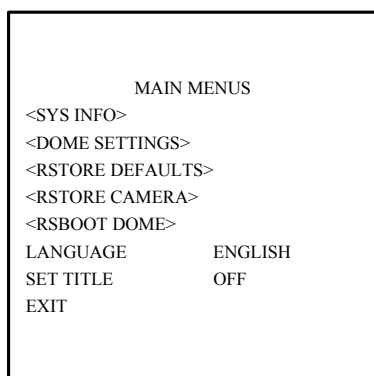 MAIN MENUS
<SYS INFO>
<DOME SETTINGS>
<RSTORE DEFAULTS>
<RSTORE CAMERA>
<RSBOOT DOME>
LANGUAGE ENGLISH
SET TITLE OFF
EXIT